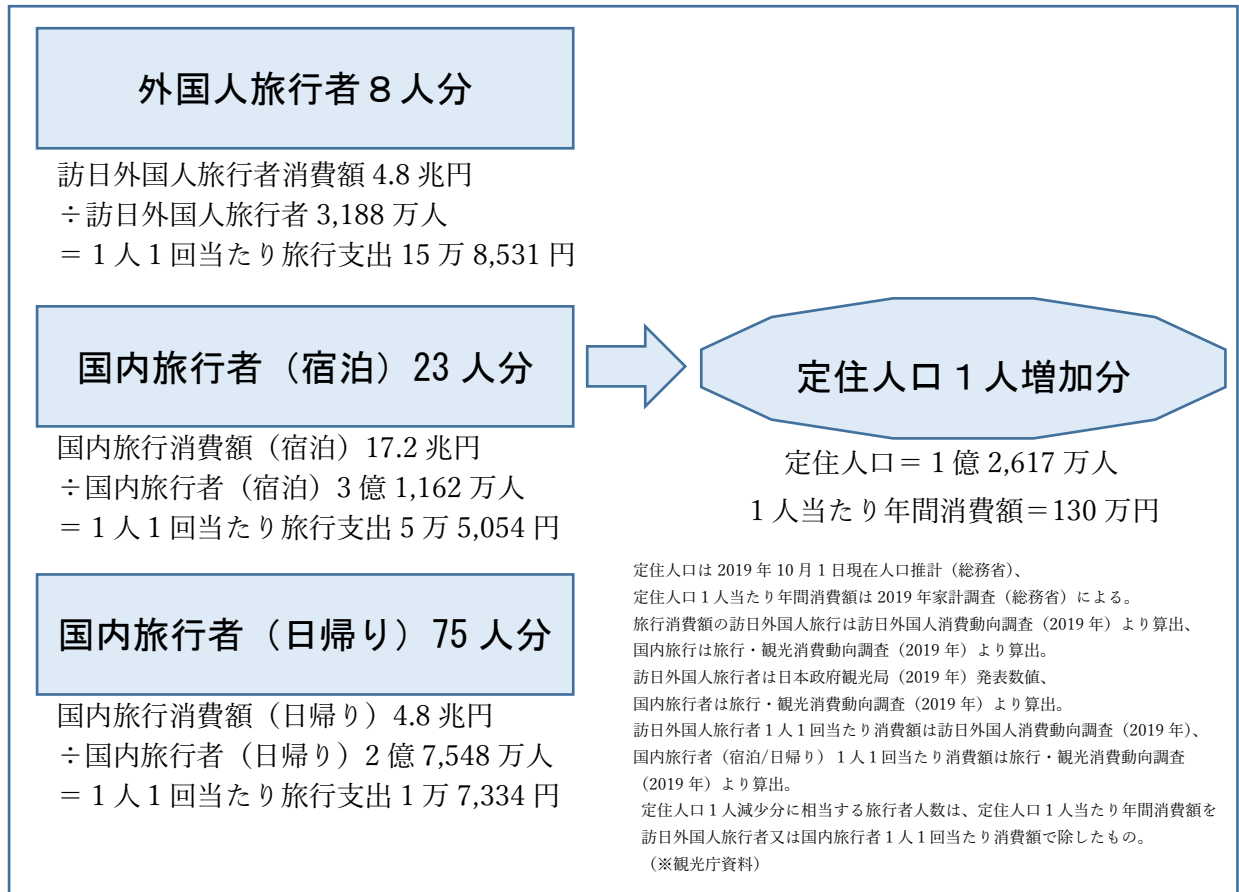 外国人旅行者８人分
訪日外国人旅行者消費額 4.8 兆円
÷訪日外国人旅行者 3,188 万人
＝１人１回当たり旅行支出 15 万 8,531 円
国内旅行者（宿泊）23 人分
国内旅行消費額（宿泊）17.2 兆円
÷国内旅行者（宿泊）3 億 1,162 万人
＝１人１回当たり旅行支出 5 万 5,054 円
国内旅行者（日帰り）75 人分
国内旅行消費額（日帰り）4.8 兆円
÷国内旅行者（日帰り）2 億 7,548 万人
＝１人１回当たり旅行支出 1 万 7,334 円
定住人口１人増加分
定住人口＝１億 2,617 万人
１人当たり年間消費額＝130 万円
定住人口は 2019 年 10 月１日現在人口推計（総務省）、
定住人口１人当たり年間消費額は 2019 年家計調査（総務省）による。
旅行消費額の訪日外国人旅行は訪日外国人消費動向調査（2019 年）より算出、
国内旅行は旅行・観光消費動向調査（2019 年）より算出。
訪日外国人旅行者は日本政府観光局（2019 年）発表数値、
国内旅行者は旅行・観光消費動向調査（2019 年）より算出。
訪日外国人旅行者１人１回当たり消費額は訪日外国人消費動向調査（2019 年）、
国内旅行者（宿泊/日帰り）１人１回当たり消費額は旅行・観光消費動向調査
（2019 年）より算出。
定住人口１人減少分に相当する旅行者人数は、定住人口１人当たり年間消費額を
訪日外国人旅行者又は国内旅行者１人１回当たり消費額で除したもの。
（※観光庁資料）